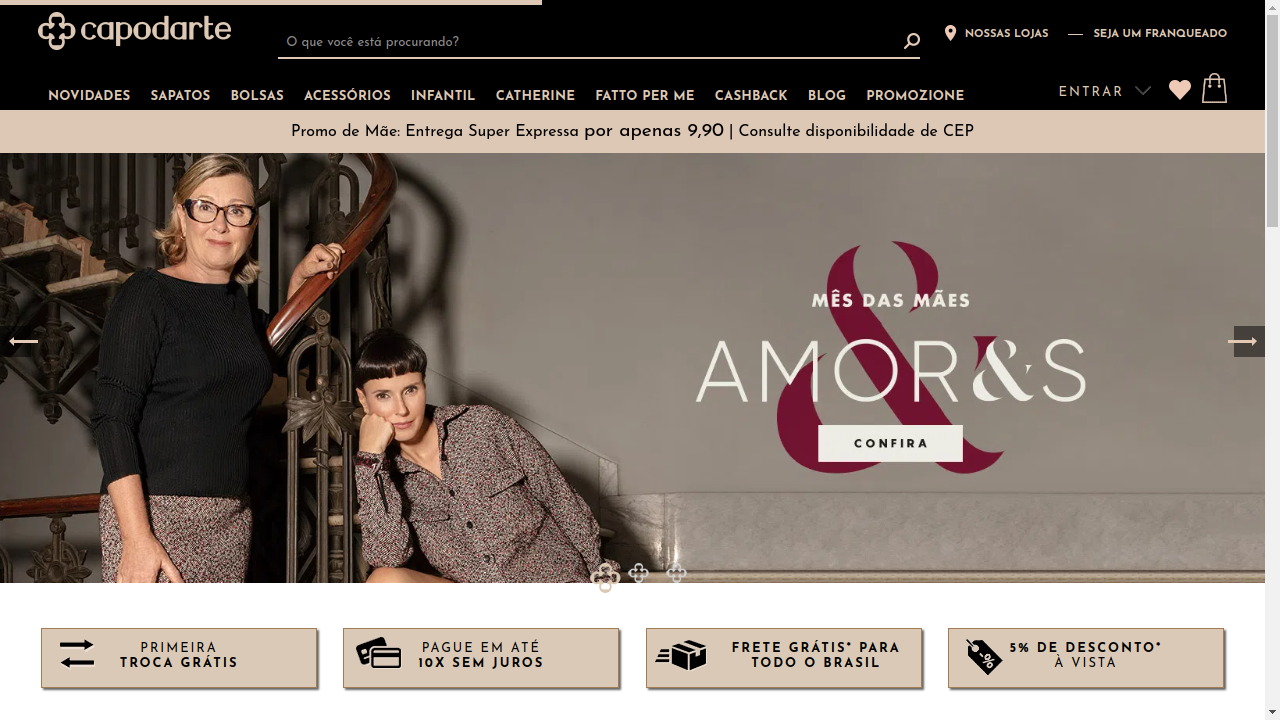 capodarte
O que você está procurando?
NOSSAS LOJAS
SEJA UM FRANQUEADO
NOVIDADES SAPATOS BOLSAS ACESSÓRIOS INFANTIL CATHERINE FATTO PER ME CASHBACK BLOG PROMOZIONE
ENTRAR
Promo de Mãe: Entrega Super Expressa por apenas 9,90 | Consulte disponibilidade de CEP
MÊS DAS MÃES
AMOR&S
CONFIRA
PRIMEIRA
TROCA GRÁTIS
PAGUE EM ATÉ
10X SEM JUROS
FRETE GRÁTIS* PARA
TODO O BRASIL
5% DE DESCONTO*
À VISTA